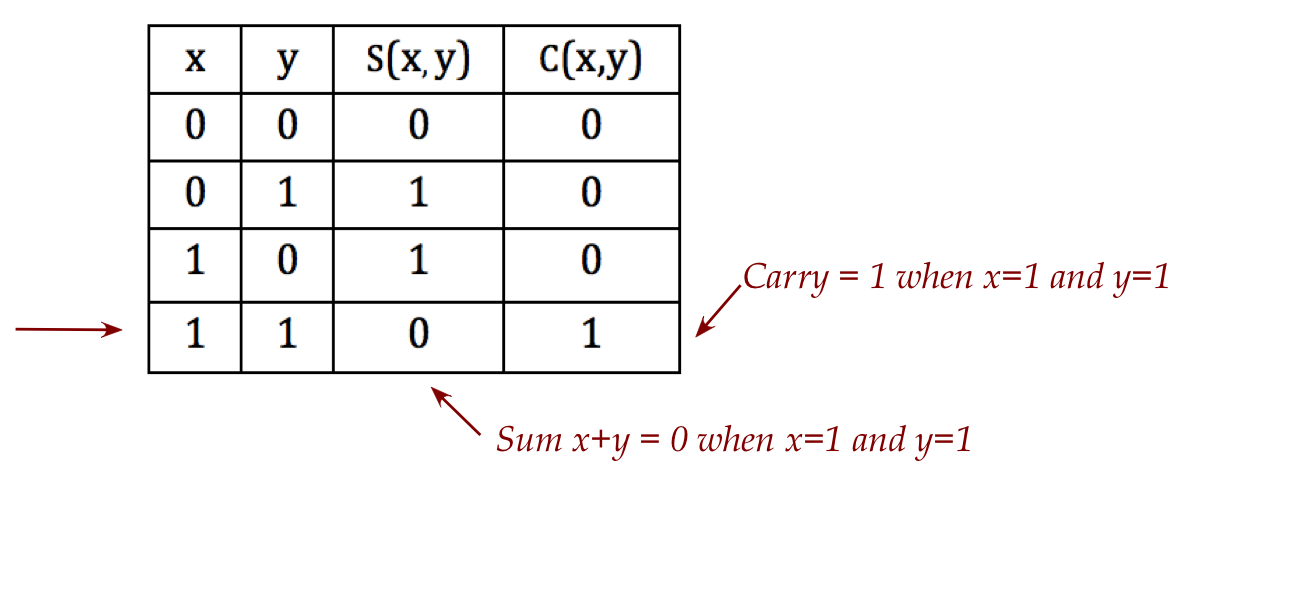 x y S(x,y) C(x,y)
0 0 0 0
0 1 1 0
1 0 1 0
1 1 0 1
Carry = 1 when x=1 and y=1
Sum x+y = 0 when x=1 and y=1